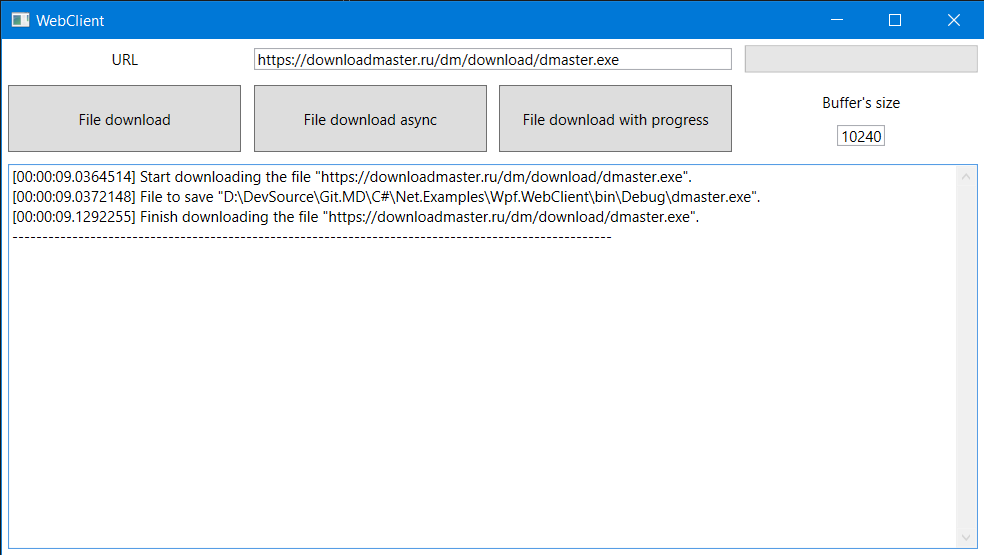 WebClient
URL
https://downloadmaster.ru/dm/download/dmaster.exe
File download
File download async
File download with progress
Buffer's size
10240
[00:00:09.0364514] Start downloading the file "https://downloadmaster.ru/dm/download/dmaster.exe".
[00:00:09.0372148] File to save "D:\DevSource\Git.MD\C#\Net.Examples\Wpf.WebClient\bin\Debug\dmaster.exe".
[00:00:09.1292255] Finish downloading the file "https://downloadmaster.ru/dm/download/dmaster.exe".
----------------------------------------------------------------------------------------------------